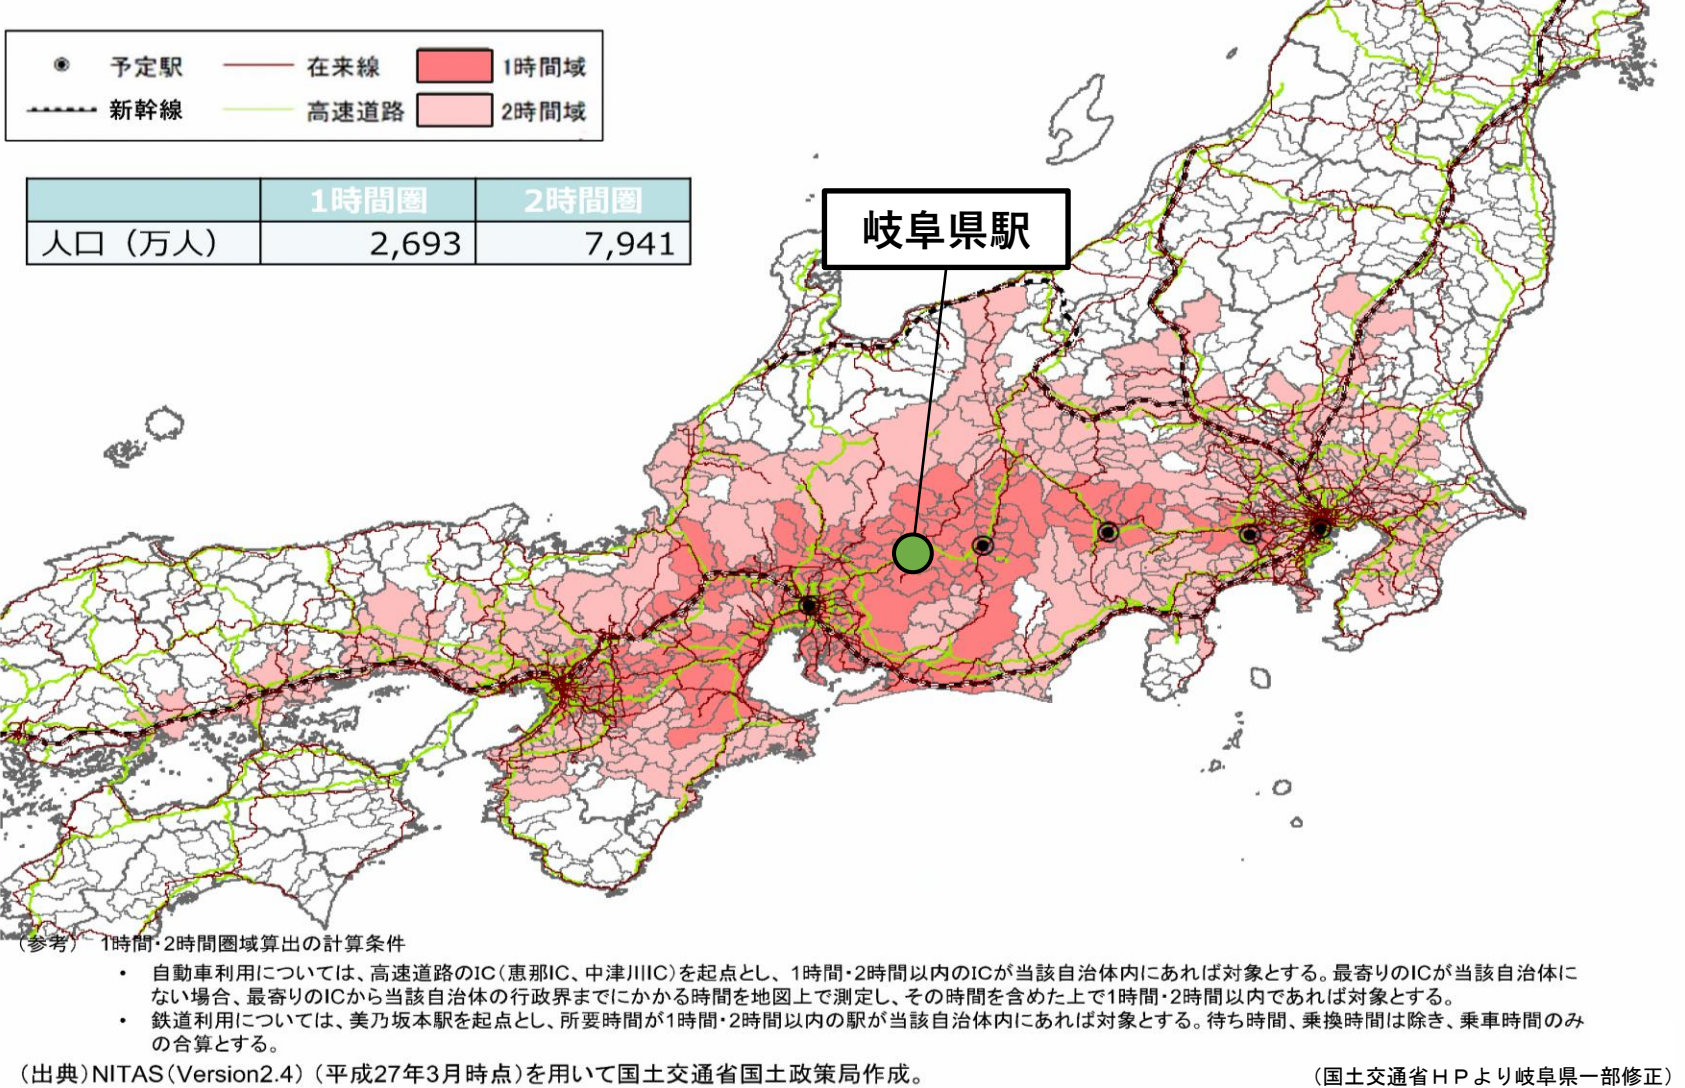 予定駅 在来線 1時間域
新幹線 高速道路 2時間域
1時間圏 2時間圏
人口（万人） 2,693 7,941
岐阜県駅
（参考） 1時間・2時間圏域算出の計算条件
・ 自動車利用については、高速道路のIC（恵那IC、中津川IC）を起点とし、1時間・2時間以内のICが当該自治体内にあれば対象とする。最寄りのICが当該自治体に
ない場合、最寄りのICから当該自治体の行政界までにかかる時間を地図上で測定し、その時間を含めた上で1時間・2時間以内であれば対象とする。
・ 鉄道利用については、美乃坂本駅を起点とし、所要時間が1時間・2時間以内の駅が当該自治体内にあれば対象とする。待ち時間、乗換時間は除き、乗車時間のみ
の合算とする。
（出典）NITAS（Version2.4）（平成27年3月時点）を用いて国土交通省国土政策局作成。
（国土交通省ＨＰより岐阜県一部修正）